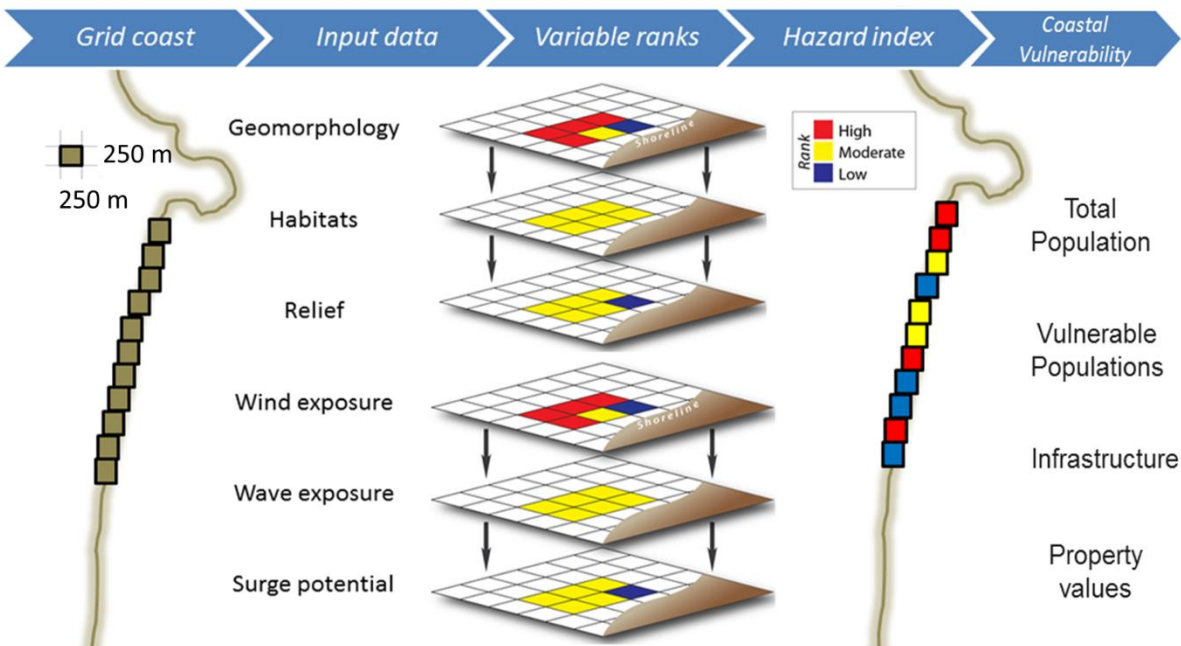 Grid coast
Input data
Variable ranks
Hazard index
Coastal
Vulnerability
250 m
250 m
Geomorphology
Habitats
Relief
Wind exposure
Wave exposure
Surge potential
Shoreline
Shoreline
Rank
High
Moderate
Low
Total
Population
Vulnerable
Populations
Infrastructure
Property
values